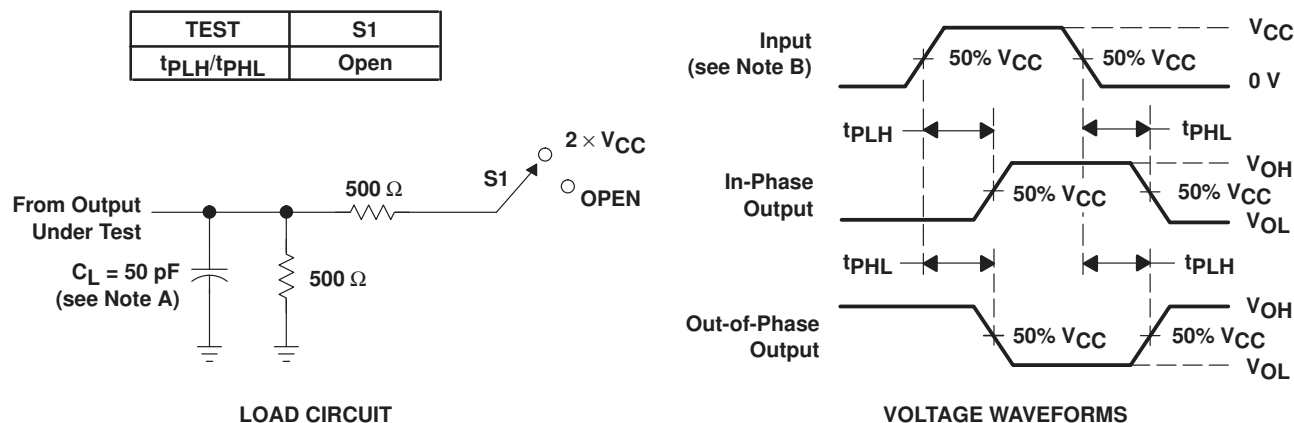 TEST S1
tPLH/tPHL Open
2 × VCC
S1
OPEN
500 Ω
From Output
Under Test
CL = 50 pF
(see Note A)
500 Ω
LOAD CIRCUIT
Input
(see Note B)
50% VCC
50% VCC
VCC
0 V
tPLH
tPHL
In-Phase
Output
50% VCC
50% VCC
VOH
VOL
tPHL
tPLH
Out-of-Phase
Output
50% VCC
50% VCC
VOH
VOL
VOLTAGE WAVEFORMS